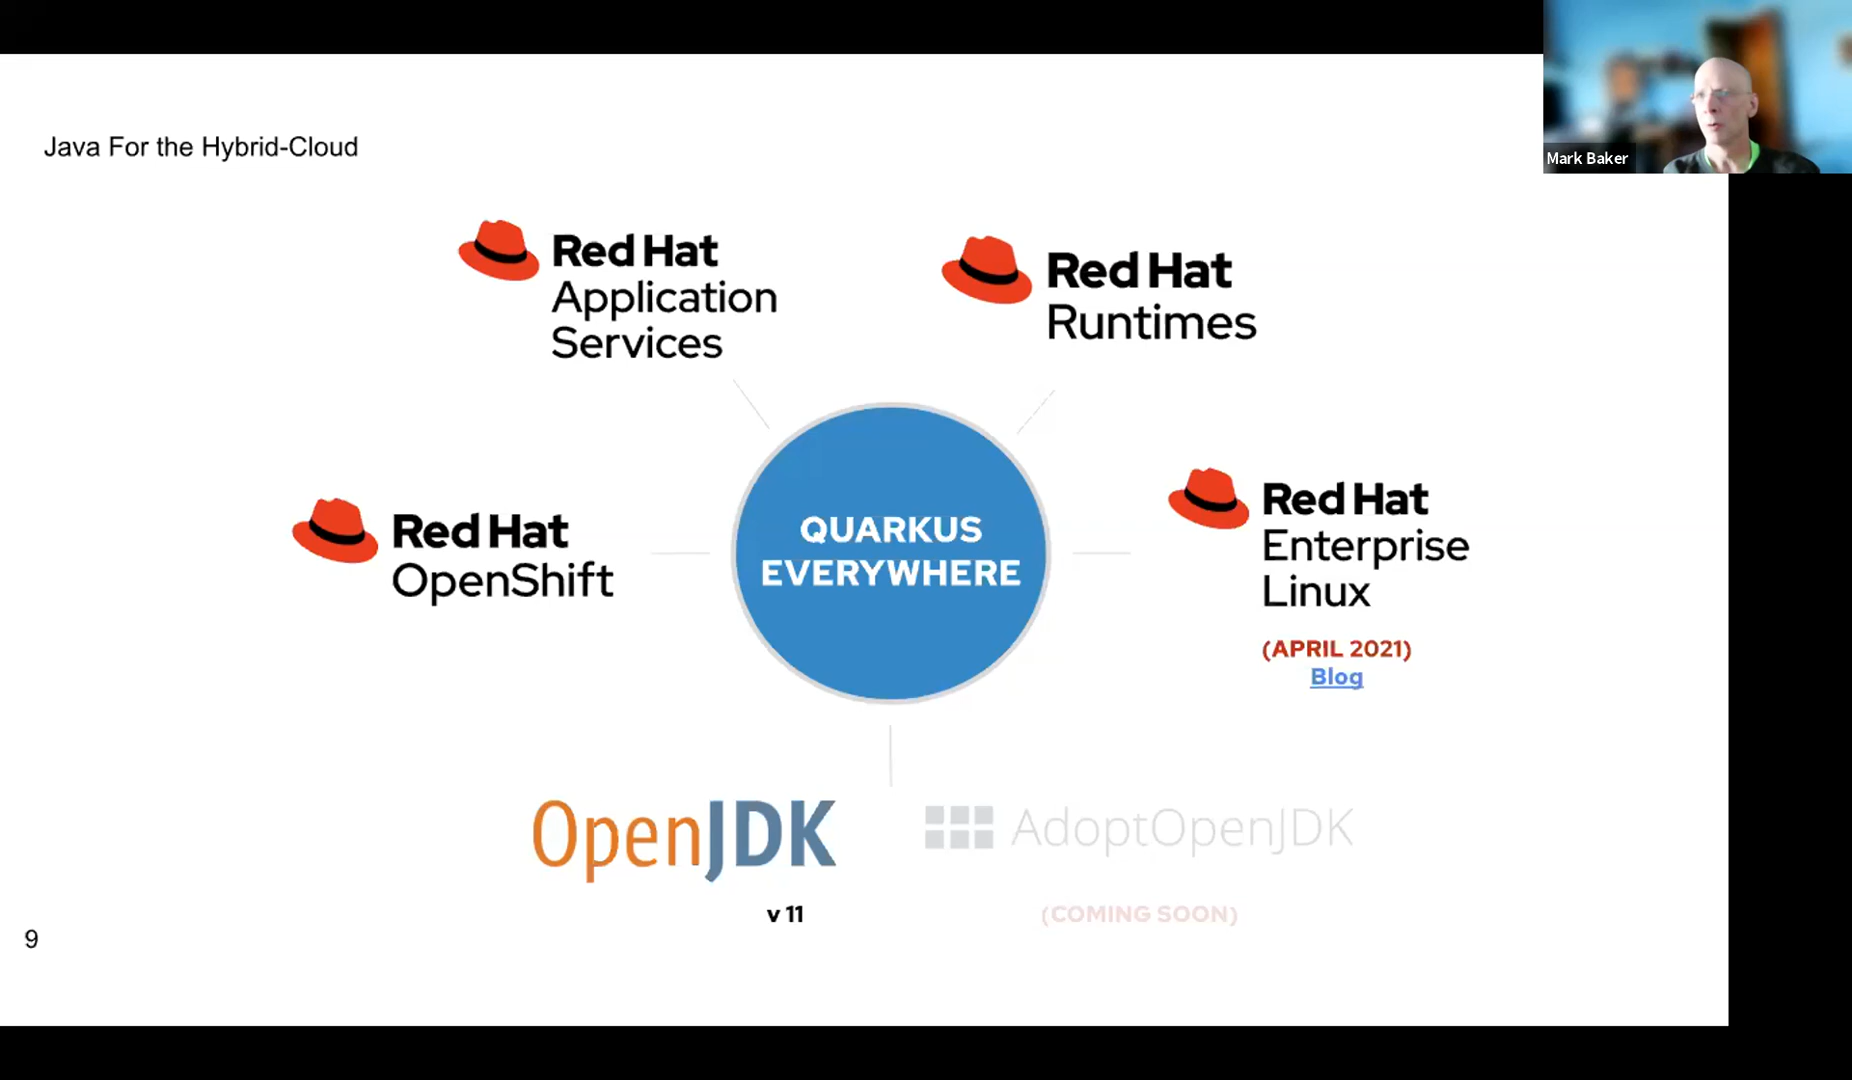 Mark Baker
Java For the Hybrid-Cloud
Red Hat
Application
Services
Red Hat
Runtimes
Red Hat
OpenShift
QUARKUS
EVERYWHERE
Red Hat
Enterprise
Linux
(APRIL 2021)
Blog
OpenJDK
v 11
AdoptOpenJDK
(COMING SOON)
9